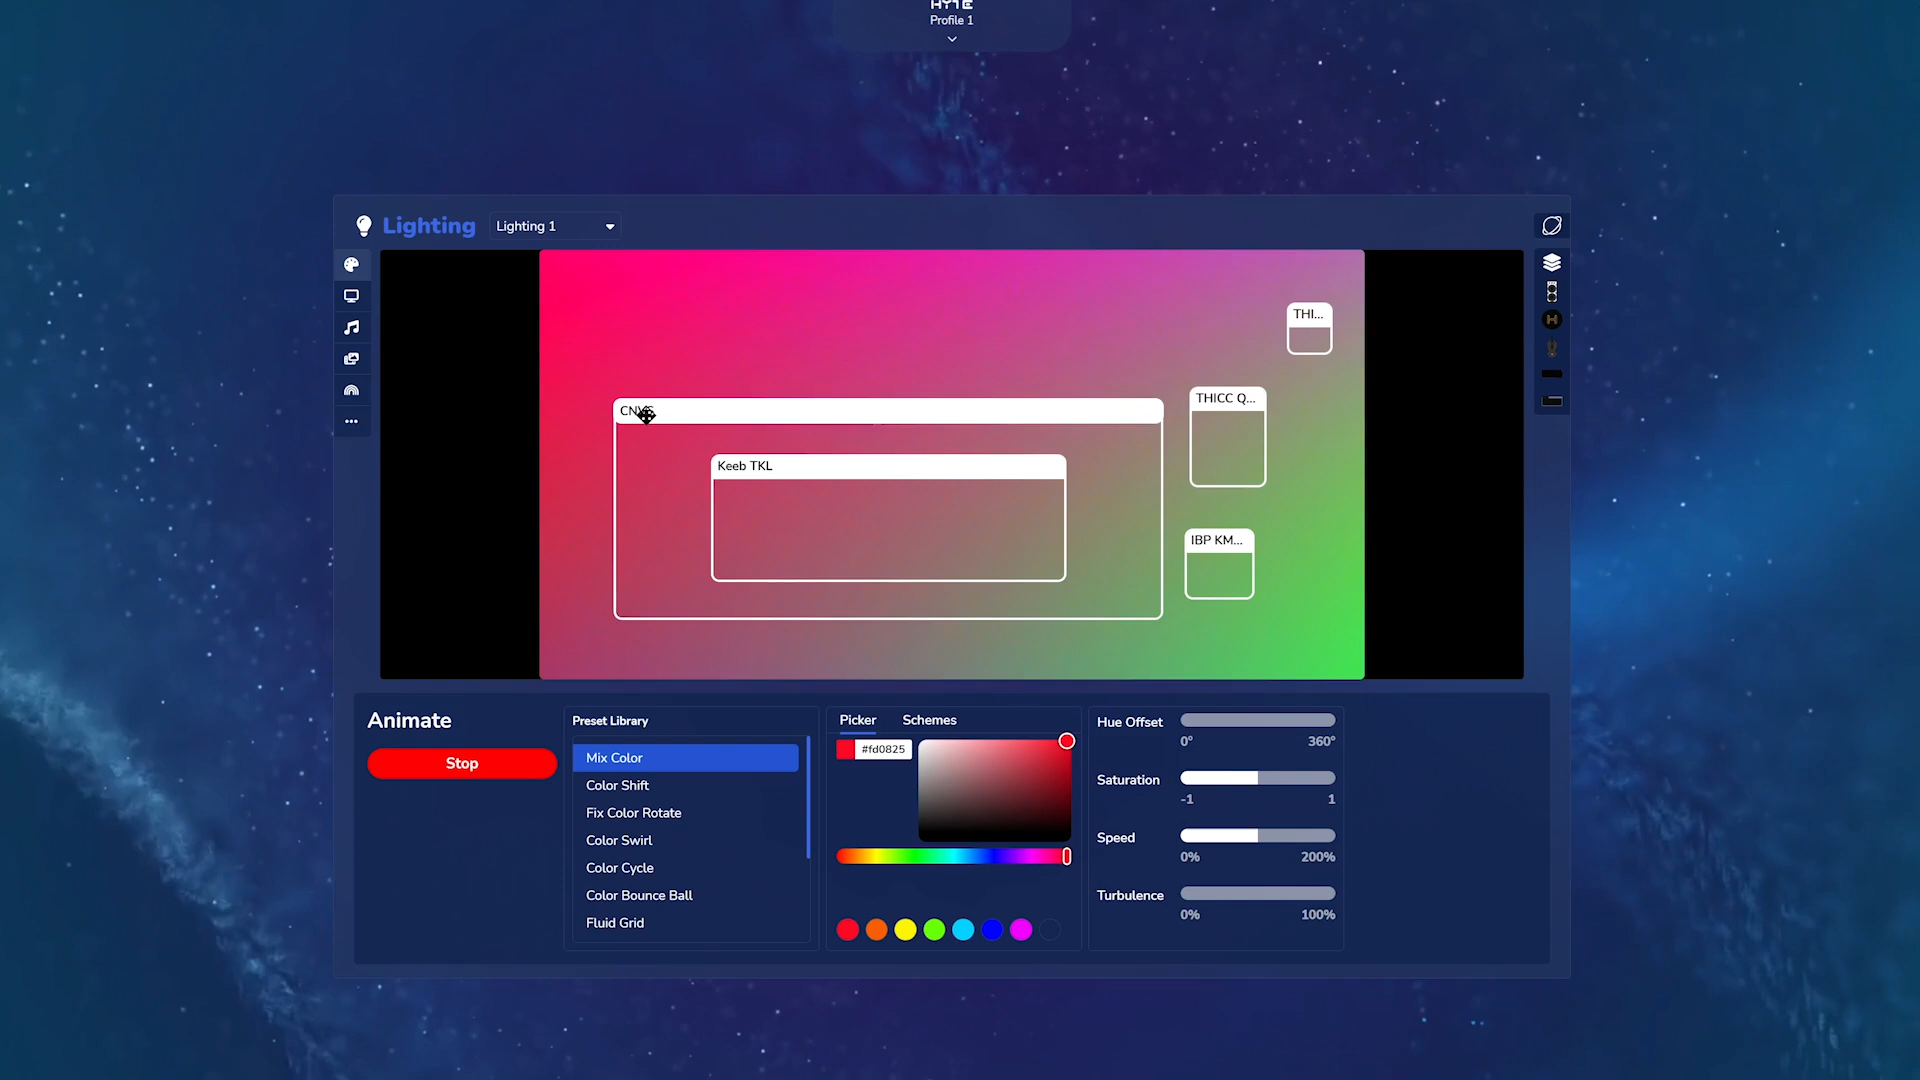 HYTE
Profile 1
Lighting
Lighting 1
THI...
THICC Q...
CNVS
Keeb TKL
IBP KM...
Animate
Stop
Preset Library
Mix Color
Color Shift
Fix Color Rotate
Color Swirl
Color Cycle
Color Bounce Ball
Fluid Grid
Picker
Schemes
#fd0825
Hue Offset
0°
360°
Saturation
-1
1
Speed
0%
200%
Turbulence
0%
100%